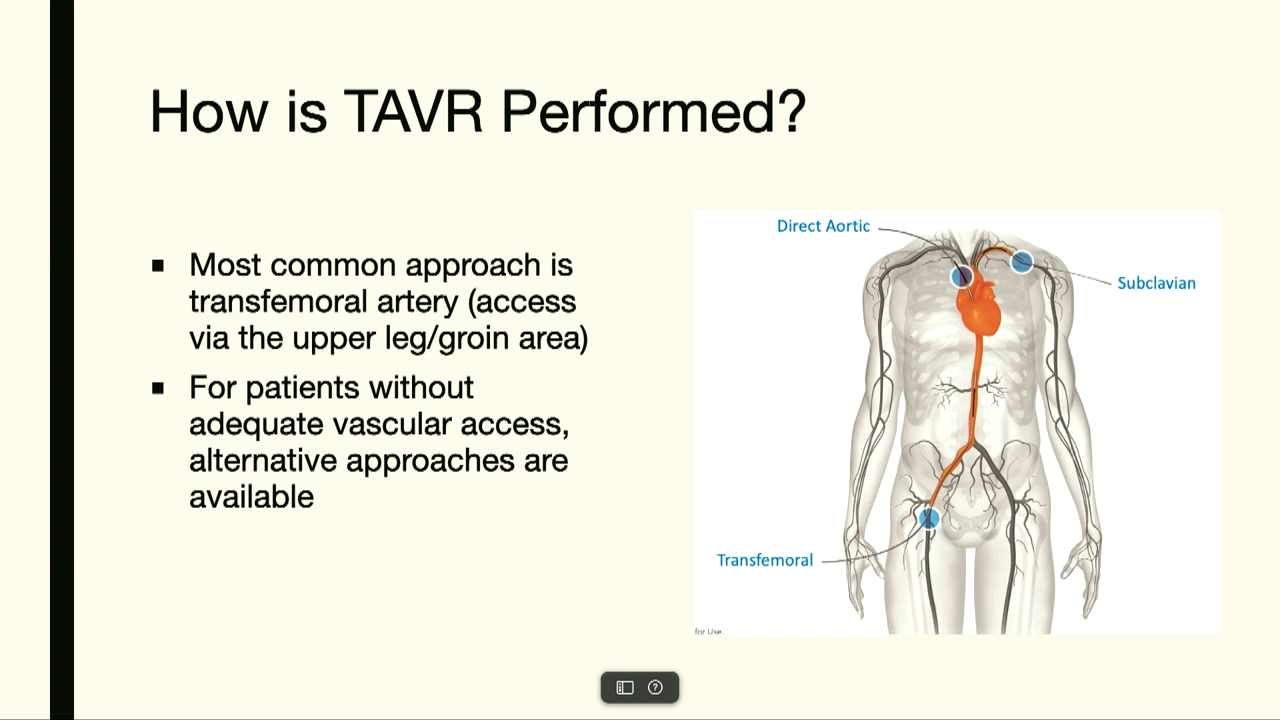 How is TAVR Performed?
▪ Most common approach is
transfemoral artery (access
via the upper leg/groin area)
▪ For patients without
adequate vascular access,
alternative approaches are
available
Direct Aortic
Subclavian
Transfemoral
for Use.